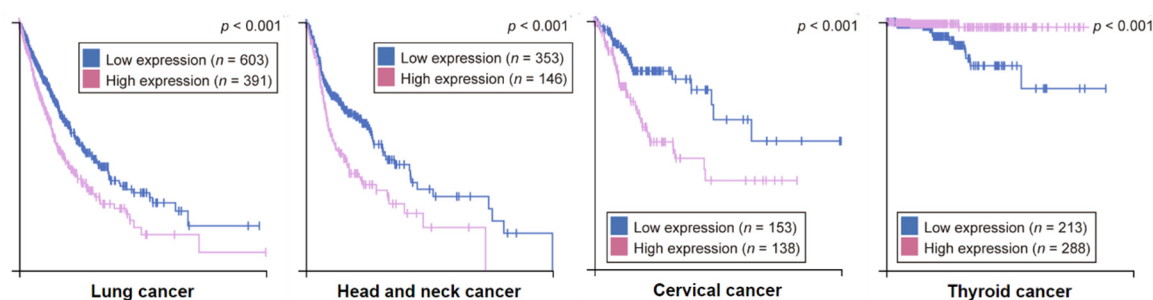 p < 0.001
Low expression (n = 603)
High expression (n = 391)
Lung cancer
p < 0.001
Low expression (n = 353)
High expression (n = 146)
Head and neck cancer
p < 0.001
Low expression (n = 153)
High expression (n = 138)
Cervical cancer
p < 0.001
Low expression (n = 213)
High expression (n = 288)
Thyroid cancer